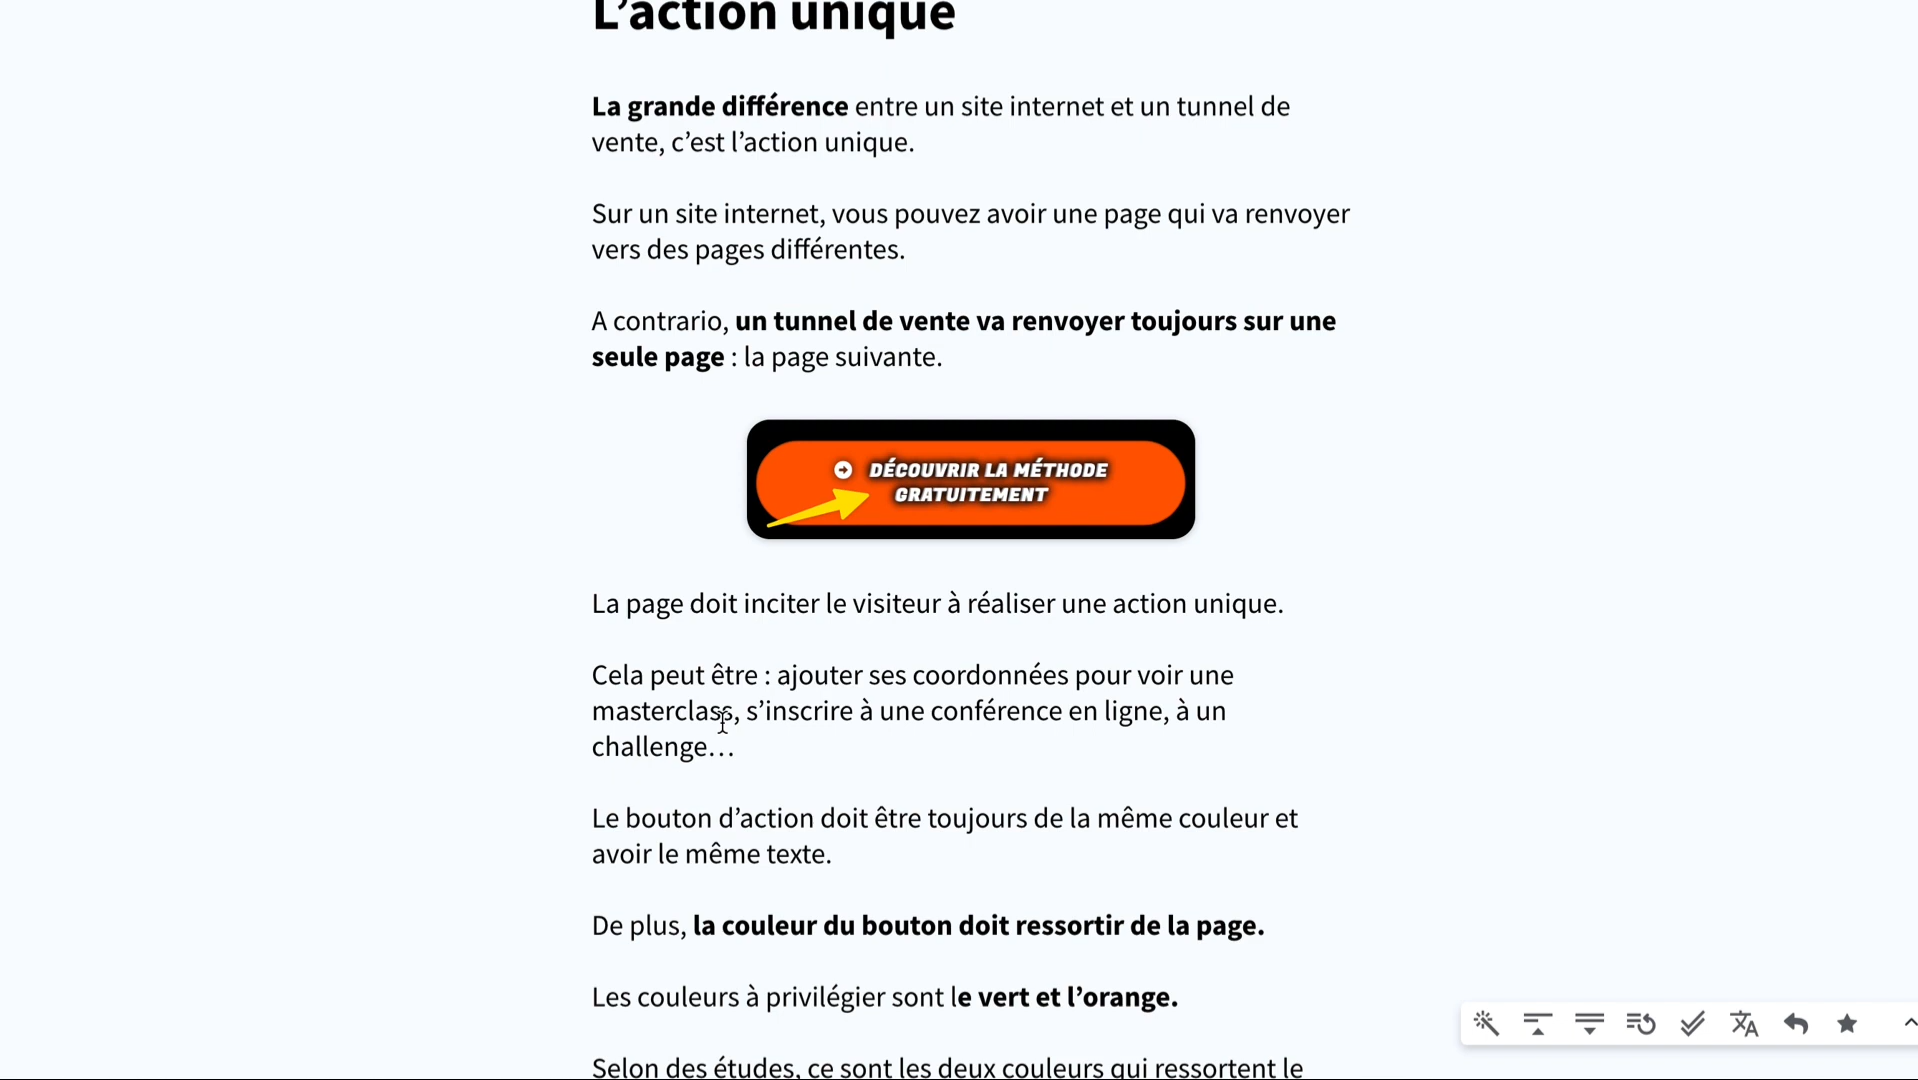 L’action unique
La grande différence entre un site internet et un tunnel de
vente, c’est l’action unique.
Sur un site internet, vous pouvez avoir une page qui va renvoyer
vers des pages différentes.
A contrario, un tunnel de vente va renvoyer toujours sur une
seule page : la page suivante.
DÉCOUVRIR LA MÉTHODE
GRATUITEMENT
La page doit inciter le visiteur à réaliser une action unique.
Cela peut être : ajouter ses coordonnées pour voir une
masterclass, s’inscrire à une conférence en ligne, à un
challenge…
Le bouton d’action doit être toujours de la même couleur et
avoir le même texte.
De plus, la couleur du bouton doit ressortir de la page.
Les couleurs à privilégier sont le vert et l’orange.
Selon des études, ce sont les deux couleurs qui ressortent le